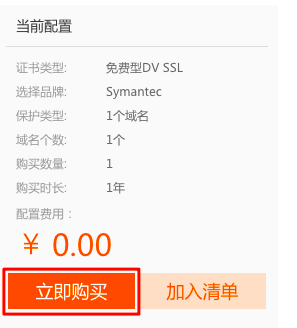 当前配置
证书类型: 免费型DV SSL
选择品牌: Symantec
保护类型: 1个域名
域名个数: 1个
购买数量: 1
购买时长: 1年
配置费用：
¥ 0.00
立即购买 加入清单